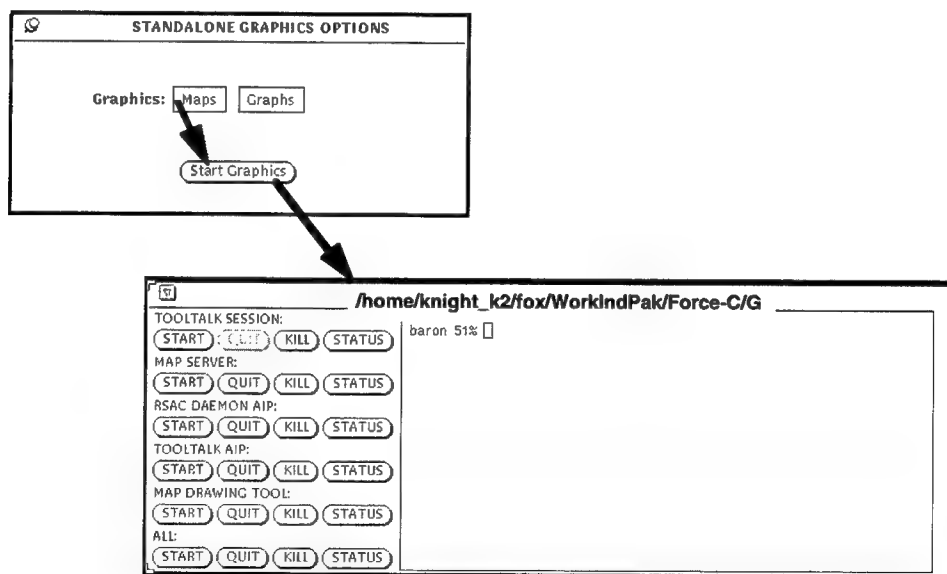 STANDALONE GRAPHICS OPTIONS
Graphics: Maps Graphs
Start Graphics
/home/knight_k2/fox/WorkIndPak/Force-C/G
TOOLTALK SESSION:
START QUIT KILL STATUS
baron 51%
MAP SERVER:
START QUIT KILL STATUS
RSAC DAEMON AIP:
START QUIT KILL STATUS
TOOLTALK AIP:
START QUIT KILL STATUS
MAP DRAWING TOOL:
START QUIT KILL STATUS
ALL:
START QUIT KILL STATUS